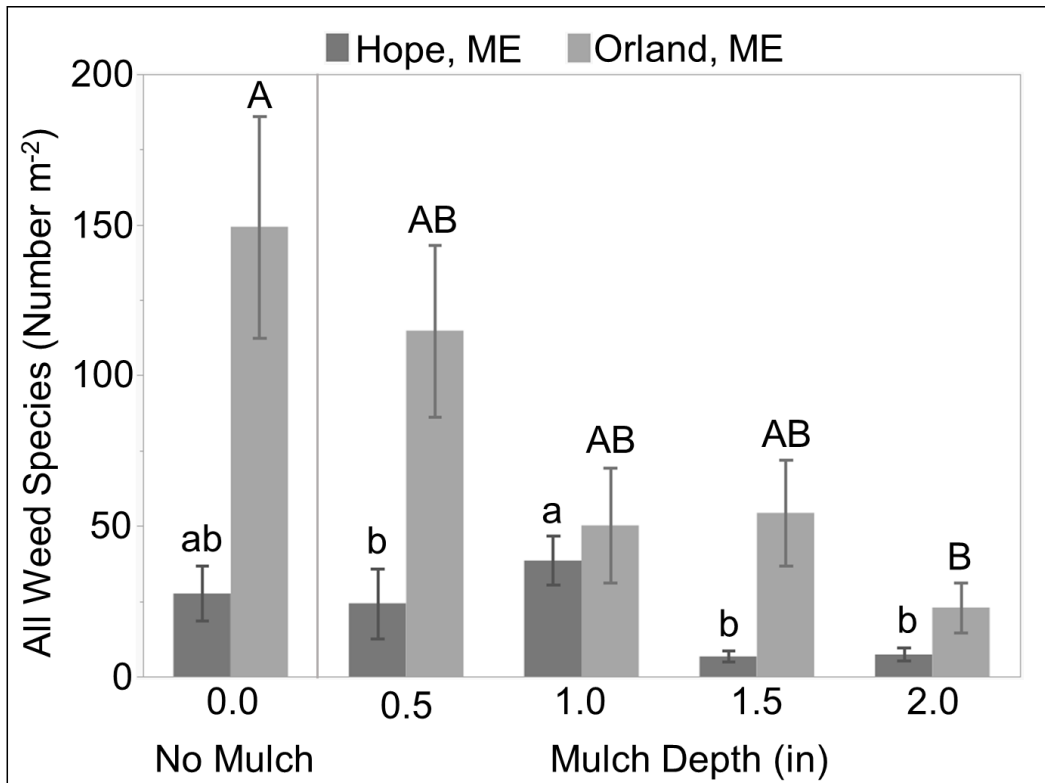 Hope, ME Orland, ME
All Weed Species (Number m⁻²)
200
150
100
50
0
A
AB
AB
AB
B
ab
b
a
b
b
0.0 0.5 1.0 1.5 2.0
No Mulch Mulch Depth (in)